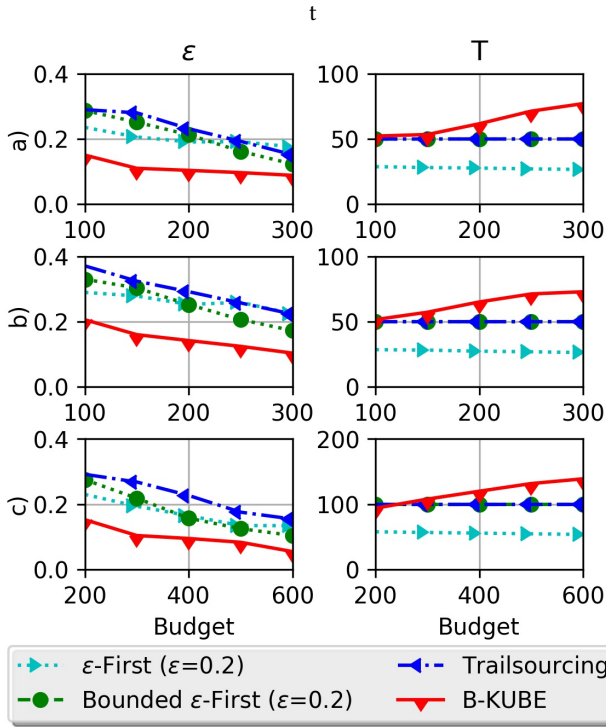 t
ε T
a) 0.4 0.2 0.0 100 200 300
100 50 0 100 200 300
b) 0.4 0.2 0.0 100 200 300
100 50 0 100 200 300
c) 0.4 0.2 0.0 200 400 600
200 100 0 200 400 600
Budget Budget
ε-First (ε=0.2) Trailsourcing
Bounded ε-First (ε=0.2) B-KUBE